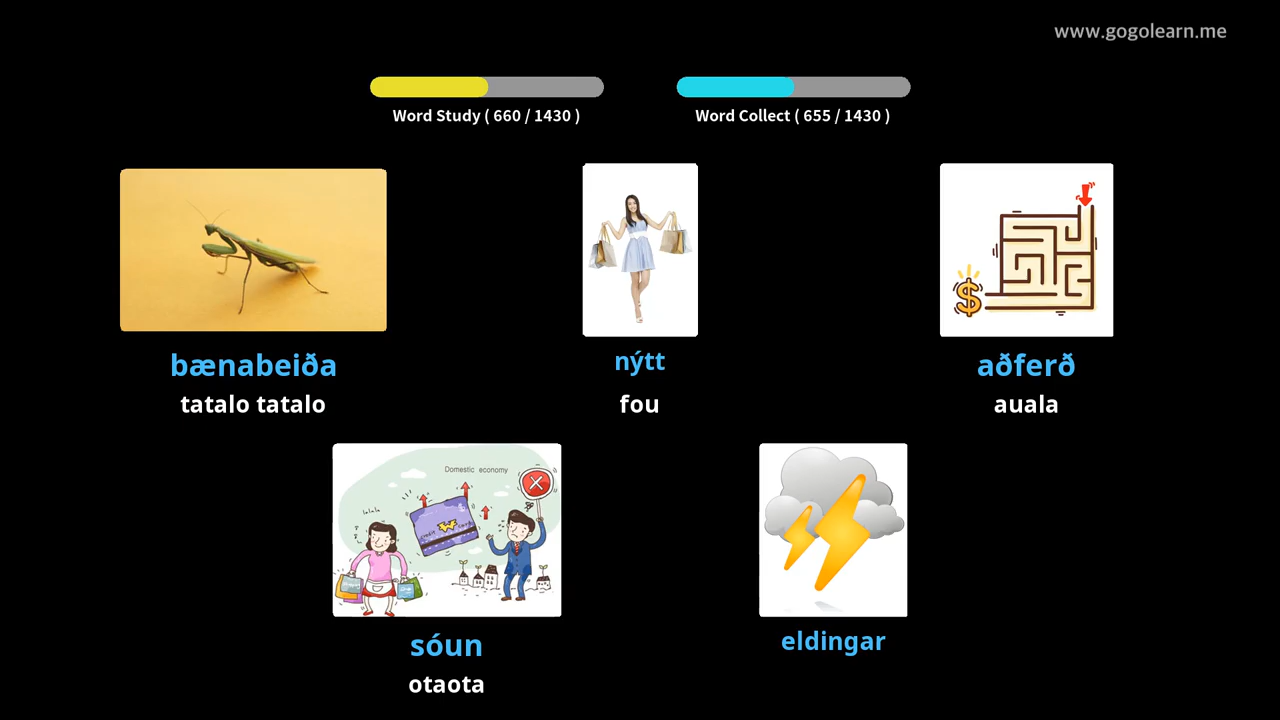 www.gogolearn.me
Word Study ( 660 / 1430 )
Word Collect ( 655 / 1430 )
bænabeiða
tatalo tatalo
nýtt
fou
aðferð
auala
Domestic economy
lalala
sóun
otaota
eldingar